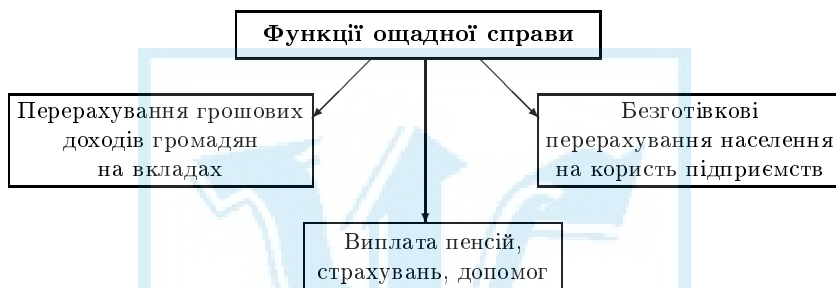 Функції ощадної справи
Перерахування грошових
доходів громадян
на вкладах
Безготівкові
перерахування населення
на користь підприємств
Виплата пенсій,
страхувань, допомог